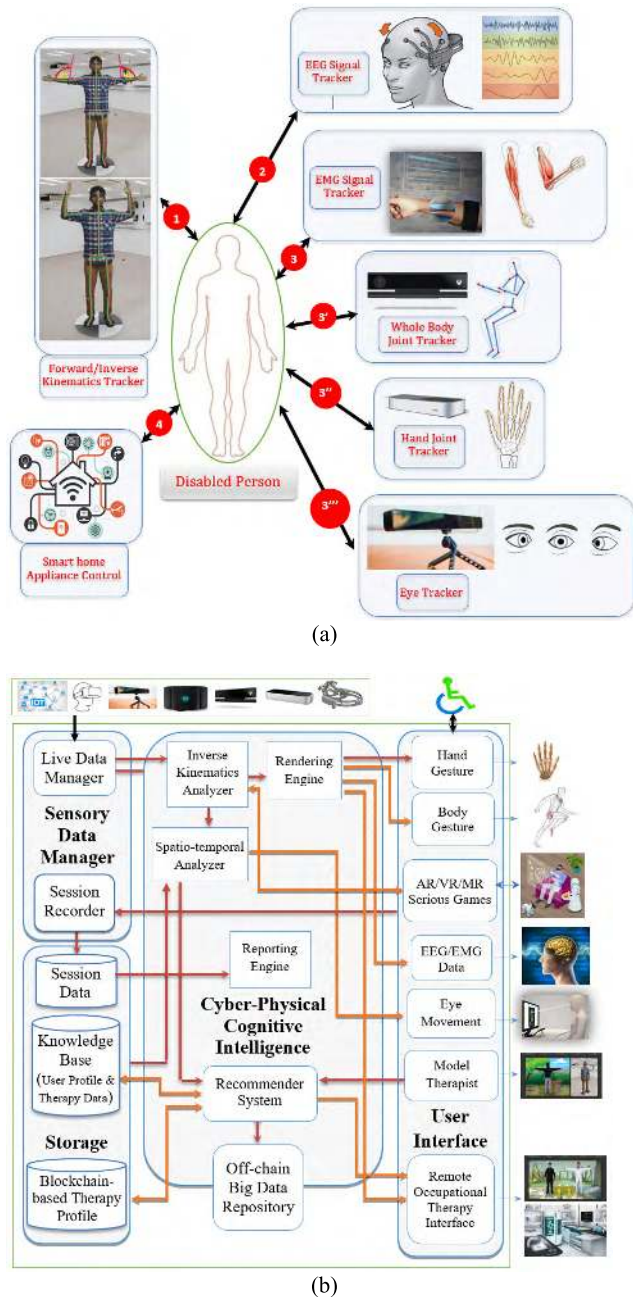 EEG Signal
Tracker
2
EMG Signal
Tracker
1
3
3'
Whole Body
Joint Tracker
Forward/Inverse
Kinematics Tracker
3''
Hand Joint
Tracker
4
Disabled Person
3'''
Smart home
Appliance Control
Eye Tracker
(a)
IOT
Live Data
Manager
Inverse
Kinematics
Analyzer
Rendering
Engine
Hand
Gesture
Sensory
Data
Manager
Body
Gesture
Spatio-temporal
Analyzer
Session
Recorder
AR/VR/MR
Serious Games
Session
Data
Reporting
Engine
EEG/EMG
Data
Cyber-Physical
Cognitive
Intelligence
Eye
Movement
Knowledge
Base
(User Profile &
Therapy Data)
Recommender
System
Model
Therapist
User
Interface
Storage
Blockchain-
based Therapy
Profile
Off-chain
Big Data
Repository
Remote
Occupational
Therapy
Interface
(b)